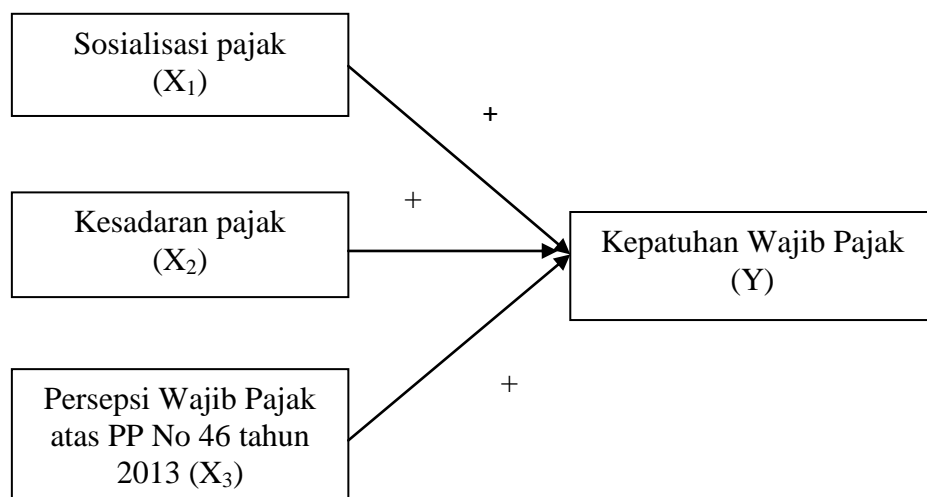 Sosialisasi pajak
(X₁)
+
Kesadaran pajak
(X₂)
+
Kepatuhan Wajib Pajak
(Y)
Persepsi Wajib Pajak
atas PP No 46 tahun
2013 (X₃)
+